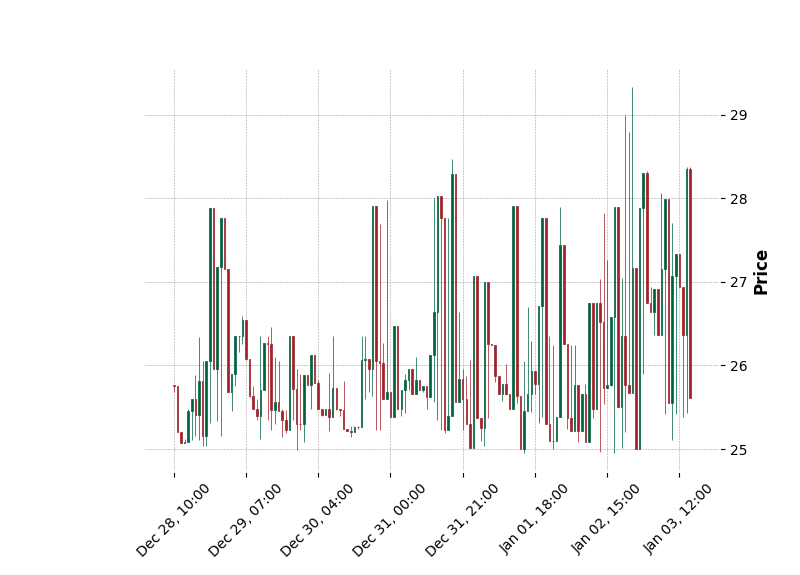 29
28
27
26
25
Price
Dec 28, 10:00
Dec 29, 07:00
Dec 30, 04:00
Dec 31, 00:00
Dec 31, 21:00
Jan 01, 18:00
Jan 02, 15:00
Jan 03, 12:00